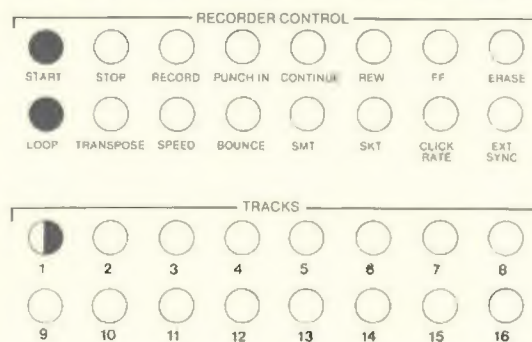 RECORDER CONTROL
START STOP RECORD PUNCH IN CONTINUE REW FF ERASE
LOOP TRANSPOSE SPEED BOUNCE SMT SKT CLICK RATE EXT SYNC
TRACKS
1 2 3 4 5 6 7 8
9 10 11 12 13 14 15 16